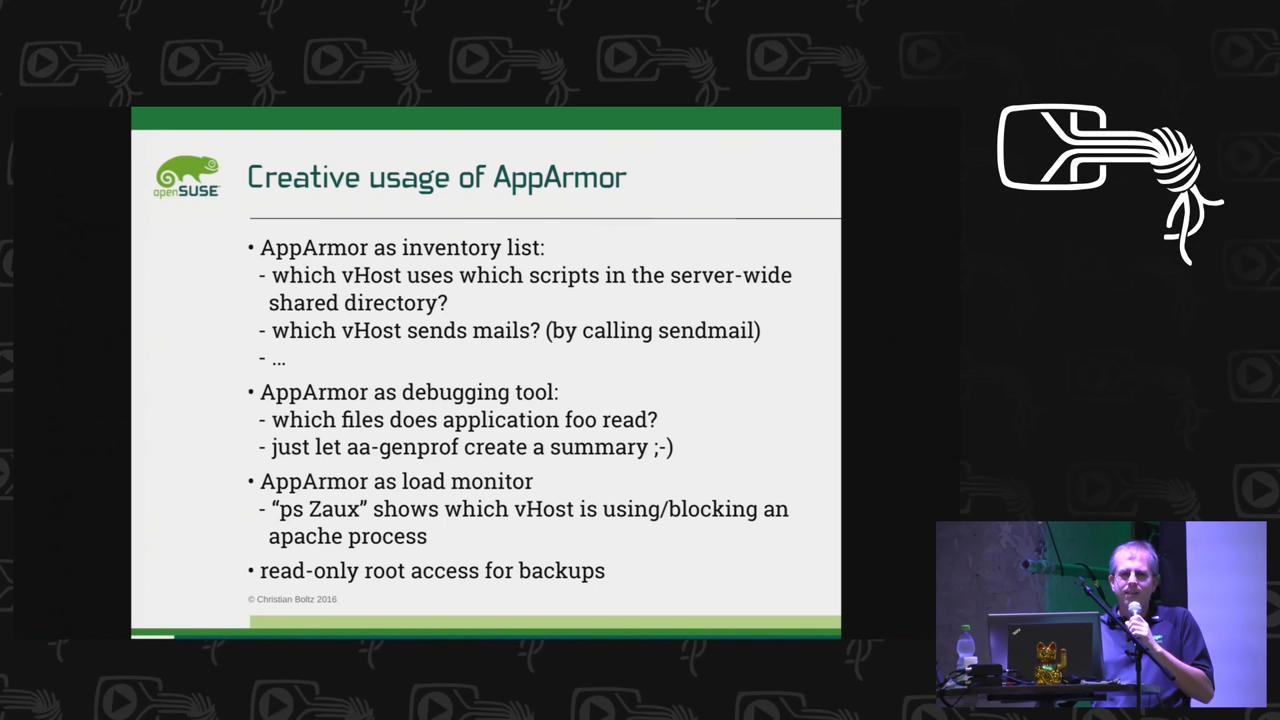 openSUSE
Creative usage of AppArmor
• AppArmor as inventory list:
- which vHost uses which scripts in the server-wide
shared directory?
- which vHost sends mails? (by calling sendmail)
- ...
• AppArmor as debugging tool:
- which files does application foo read?
- just let aa-genprof create a summary ;-)
• AppArmor as load monitor
- “ps Zaux” shows which vHost is using/blocking an
apache process
• read-only root access for backups
© Christian Boltz 2016